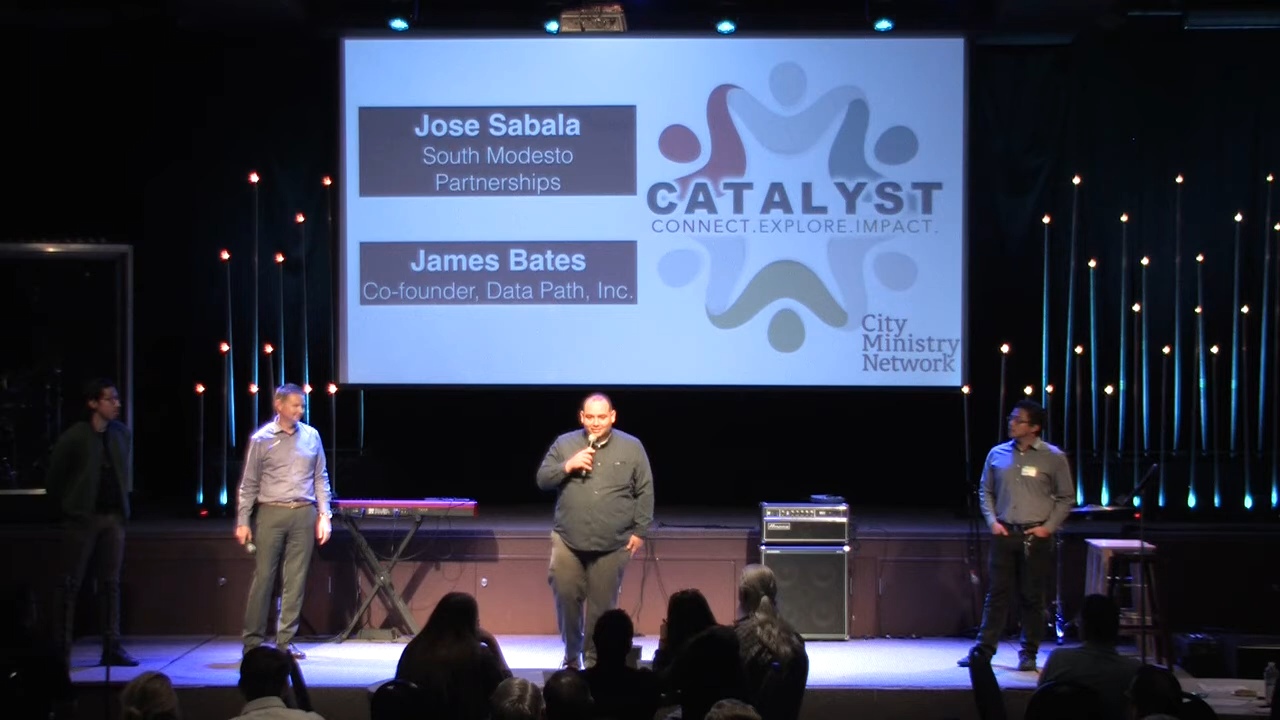 Jose Sabala
South Modesto
Partnerships
James Bates
Co-founder, Data Path, Inc.
CATALYST
CONNECT.EXPLORE.IMPACT.
City
Ministry
Network